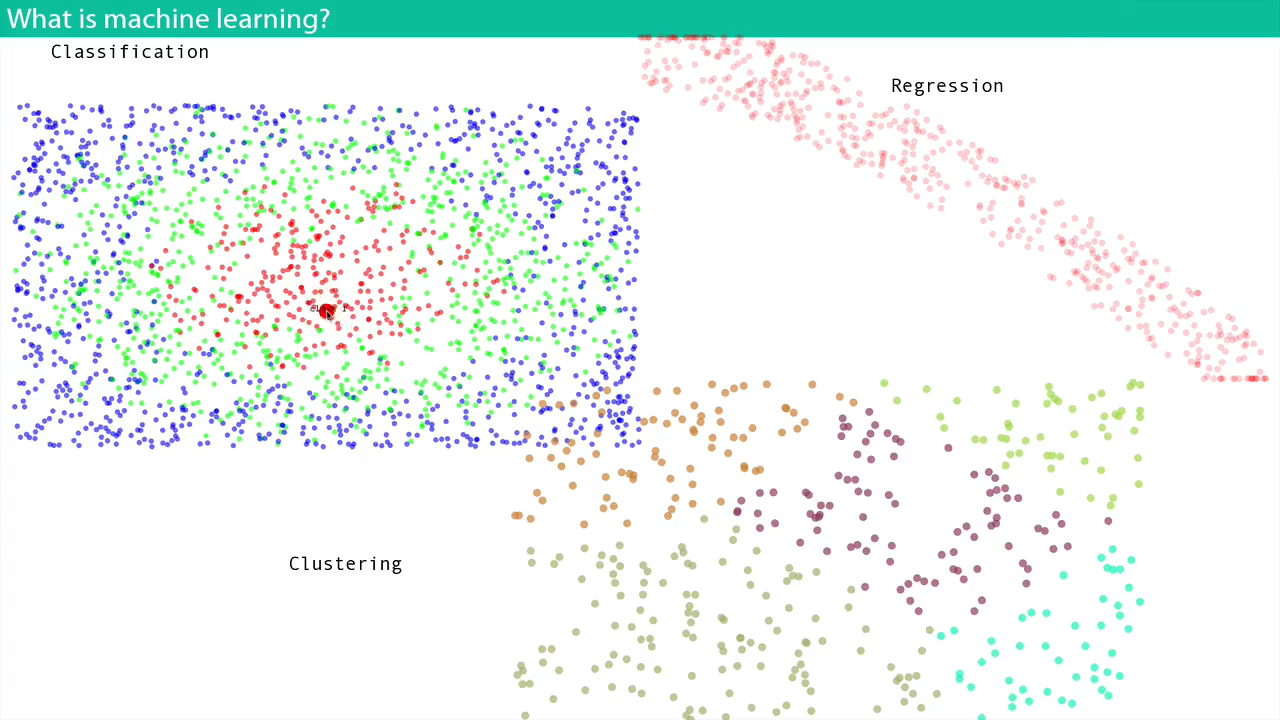 What is machine learning?
Classification
Regression
Clustering